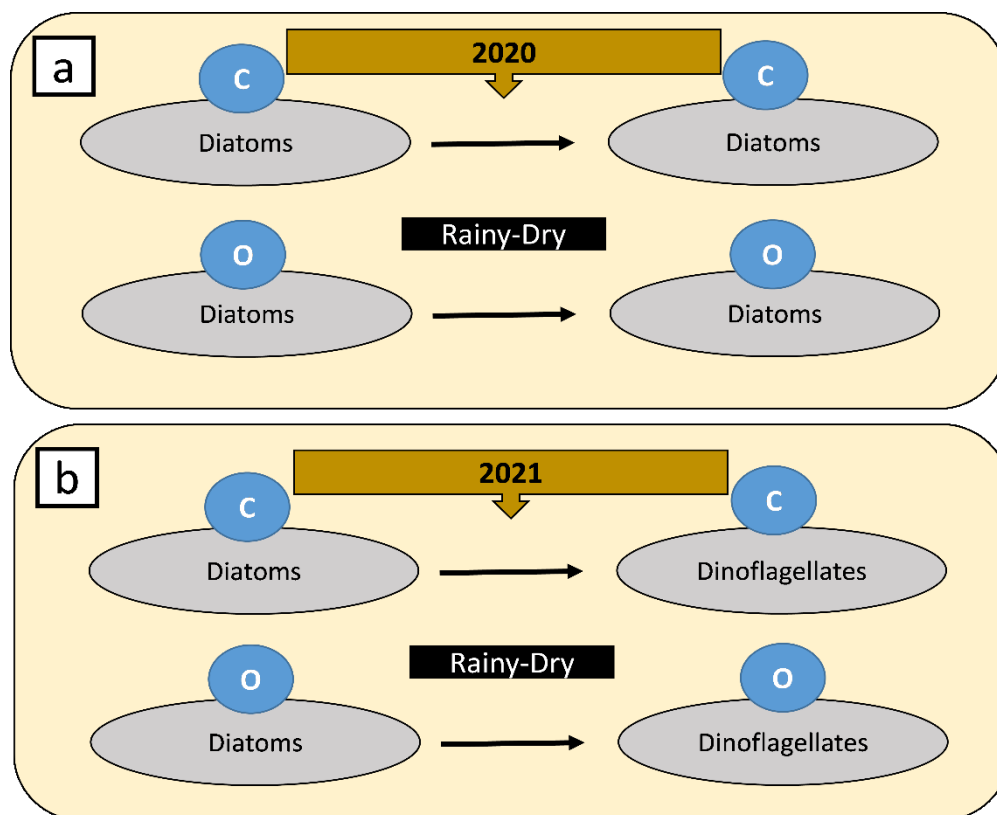 a
2020
C
C
Diatoms
Diatoms
Rainy-Dry
O
O
Diatoms
Diatoms
b
2021
C
C
Diatoms
Dinoflagellates
Rainy-Dry
O
O
Diatoms
Dinoflagellates